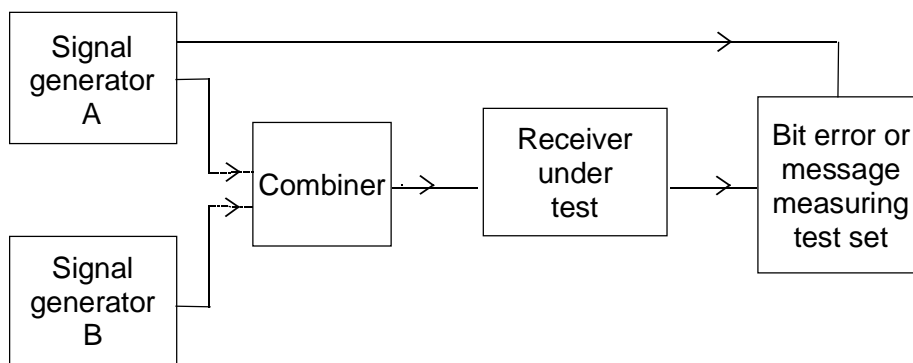 Signal
generator
A
Combiner
Receiver
under
test
Bit error or
message
measuring
test set
Signal
generator
B